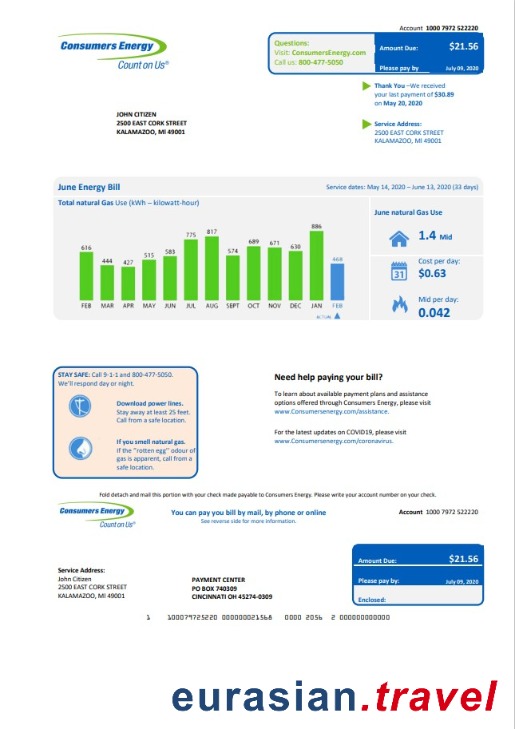 Account 1000 7972 522220
Consumers Energy
Count on Us®
Questions:
Visit: ConsumersEnergy.com
Call us: 800-477-5050
Amount Due: $21.56
Please pay by July 09, 2020
Thank You –We received
your last payment of $30.89
on May 20, 2020
JOHN CITIZEN
2500 EAST CORK STREET
KALAMAZOO, MI 49001
Service Address:
2500 EAST CORK STREET
KALAMAZOO, MI 49001
June Energy Bill
Service dates: May 14, 2020 – June 13, 2020 (33 days)
Total natural Gas Use (kWh – kilowatt-hour)
616 444 427 515 583 775 817 574 689 671 630 886
FEB MAR APR MAY JUN JUL AUG SEPT OCT NOV DEC JAN FEB
ACTUAL
June natural Gas Use
1.4 Mid
Cost per day:
31
$0.63
Mid per day:
0.042
STAY SAFE: Call 9-1-1 and 800-477-5050.
We'll respond day or night.
Download power lines.
Stay away at least 25 feet.
Call from a safe location.
If you smell natural gas.
If the "rotten egg" odour of
gas is apparent, call from a
safe location.
Need help paying your bill?
To learn about available payment plans and assistance
options offered through Consumers Energy, please visit
www.Consumersenergy.com/assistance.
For the latest updates on COVID19, please visit
www.Consumersenergy.com/coronavirus.
Fold detach and mail this portion with your check made payable to Consumers Energy. Please write your account number on your check.
Consumers Energy
Count on Us®
You can pay you bill by mail, by phone or online
See reverse side for more information.
Account 1000 7972 522220
Amount Due: $21.56
Please pay by: July 09, 2020
Enclosed:
Service Address:
John Citizen
2500 EAST CORK STREET
KALAMAZOO, MI 49001
PAYMENT CENTER
PO BOX 740309
CINCINNATI OH 45274-0309
1 100079725220 000000021568 0000 2056 2 000000000000
eurasian.travel